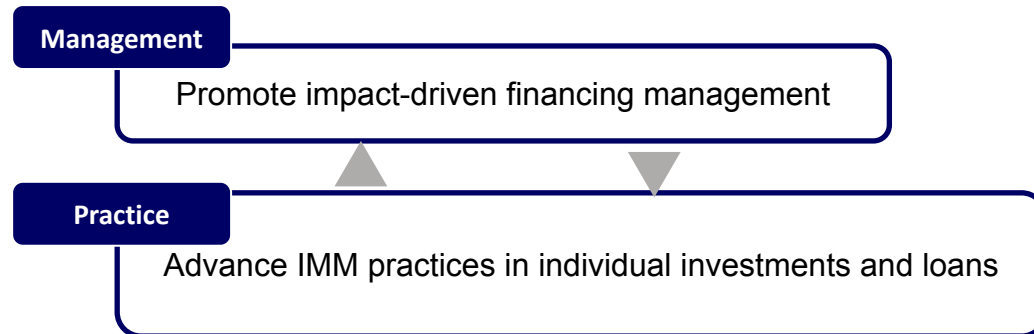 Management
Promote impact-driven financing management
Practice
Advance IMM practices in individual investments and loans